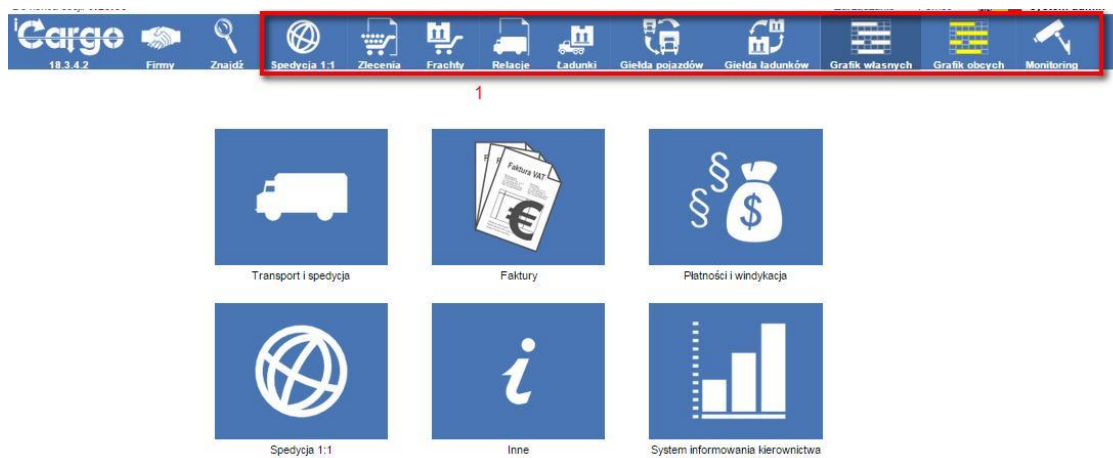 iCargo
18.3.4.2 Firmy Znajdź Spedycja 1:1 Zlecenia Frachty Relacje Ładunki Giełda pojazdów Giełda ładunków Grafik własnych Grafik obcych Monitoring
1
Faktura VAT
Transport i spedycja Faktury Płatności i windykacja
Spedycja 1:1 Inne System informowania kierownictwa